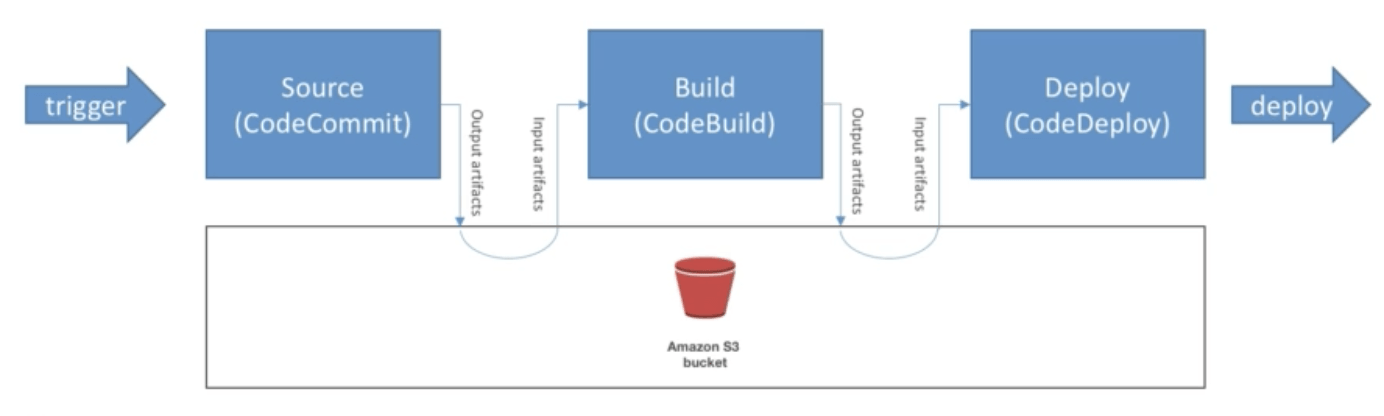 trigger
Source
(CodeCommit)
Output artifacts
Input artifacts
Build
(CodeBuild)
Output artifacts
Input artifacts
Deploy
(CodeDeploy)
deploy
Amazon S3
bucket